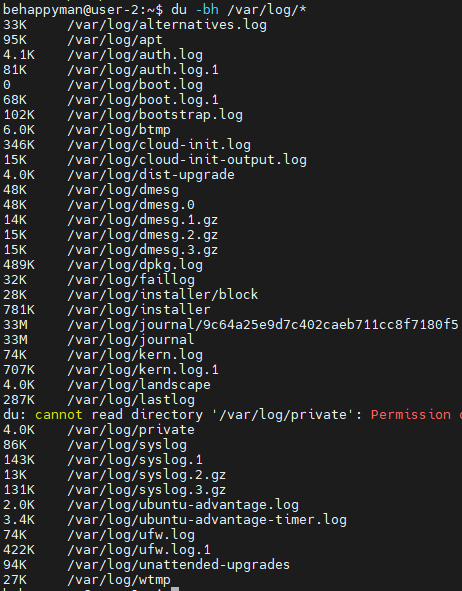 behappyman@user-2:~$ du -bh /var/log/*
33K /var/log/alternatives.log
95K /var/log/apt
4.1K /var/log/auth.log
81K /var/log/auth.log.1
0 /var/log/boot.log
68K /var/log/boot.log.1
102K /var/log/bootstrap.log
6.0K /var/log/btmp
346K /var/log/cloud-init.log
15K /var/log/cloud-init-output.log
4.0K /var/log/dist-upgrade
48K /var/log/dmesg
48K /var/log/dmesg.0
14K /var/log/dmesg.1.gz
15K /var/log/dmesg.2.gz
15K /var/log/dmesg.3.gz
489K /var/log/dpkg.log
32K /var/log/faillog
28K /var/log/installer/block
781K /var/log/installer
33M /var/log/journal/9c64a25e9d7c402caeb711cc8f7180f5
33M /var/log/journal
74K /var/log/kern.log
707K /var/log/kern.log.1
4.0K /var/log/landscape
287K /var/log/lastlog
du: cannot read directory '/var/log/private': Permission
4.0K /var/log/private
86K /var/log/syslog
143K /var/log/syslog.1
13K /var/log/syslog.2.gz
131K /var/log/syslog.3.gz
2.0K /var/log/ubuntu-advantage.log
3.4K /var/log/ubuntu-advantage-timer.log
74K /var/log/ufw.log
422K /var/log/ufw.log.1
94K /var/log/unattended-upgrades
27K /var/log/wtmp